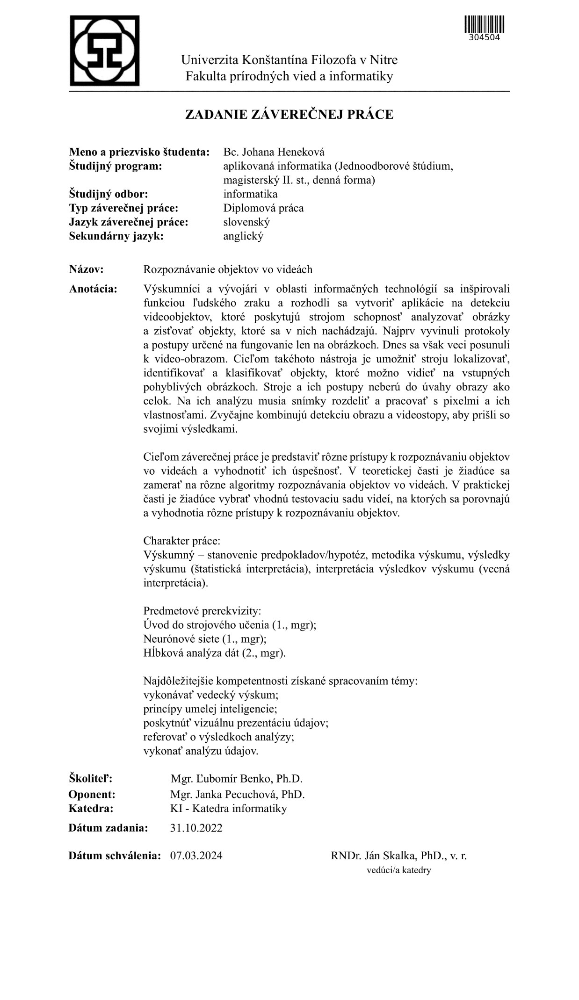 304504
Univerzita Konštantína Filozofa v Nitre
Fakulta prírodných vied a informatiky
ZADANIE ZÁVEREČNEJ PRÁCE
Meno a priezvisko študenta: Bc. Johana Heneková
Študijný program: aplikovaná informatika (Jednoodborové štúdium,
magisterský II. st., denná forma)
Študijný odbor: informatika
Typ záverečnej práce: Diplomová práca
Jazyk záverečnej práce: slovenský
Sekundárny jazyk: anglický
Názov: Rozpoznávanie objektov vo videách
Anotácia: Výskumníci a vývojári v oblasti informačných technológií sa inšpirovali
funkciou ľudského zraku a rozhodli sa vytvoriť aplikácie na detekciu
videoobjektov, ktoré poskytujú strojom schopnosť analyzovať obrázky
a zisťovať objekty, ktoré sa v nich nachádzajú. Najprv vyvinuli protokoly
a postupy určené na fungovanie len na obrázkoch. Dnes sa však veci posunuli
k video-obrazom. Cieľom takéhoto nástroja je umožniť stroju lokalizovať,
identifikovať a klasifikovať objekty, ktoré možno vidieť na vstupných
pohyblivých obrázkoch. Stroje a ich postupy neberú do úvahy obrazy ako
celok. Na ich analýzu musia snímky rozdeliť a pracovať s pixelmi a ich
vlastnosťami. Zvyčajne kombinujú detekciu obrazu a videostopy, aby prišli so
svojimi výsledkami.
Cieľom záverečnej práce je predstaviť rôzne prístupy k rozpoznávaniu objektov
vo videách a vyhodnotiť ich úspešnosť. V teoretickej časti je žiadúce sa
zamerať na rôzne algoritmy rozpoznávania objektov vo videách. V praktickej
časti je žiadúce vybrať vhodnú testovaciu sadu videí, na ktorých sa porovnajú
a vyhodnotia rôzne prístupy k rozpoznávaniu objektov.
Charakter práce:
Výskumný – stanovenie predpokladov/hypotéz, metodika výskumu, výsledky
výskumu (štatistická interpretácia), interpretácia výsledkov výskumu (vecná
interpretácia).
Predmetové prerekvizity:
Úvod do strojového učenia (1., mgr);
Neurónové siete (1., mgr);
Hĺbková analýza dát (2., mgr).
Najdôležitejšie kompetentnosti získané spracovaním témy:
vykonávať vedecký výskum;
princípy umelej inteligencie;
poskytnúť vizuálnu prezentáciu údajov;
referovať o výsledkoch analýzy;
vykonať analýzu údajov.
Školiteľ: Mgr. Ľubomír Benko, Ph.D.
Oponent: Mgr. Janka Pecuchová, PhD.
Katedra: KI - Katedra informatiky
Dátum zadania: 31.10.2022
Dátum schválenia: 07.03.2024 RNDr. Ján Skalka, PhD., v. r.
vedúci/a katedry